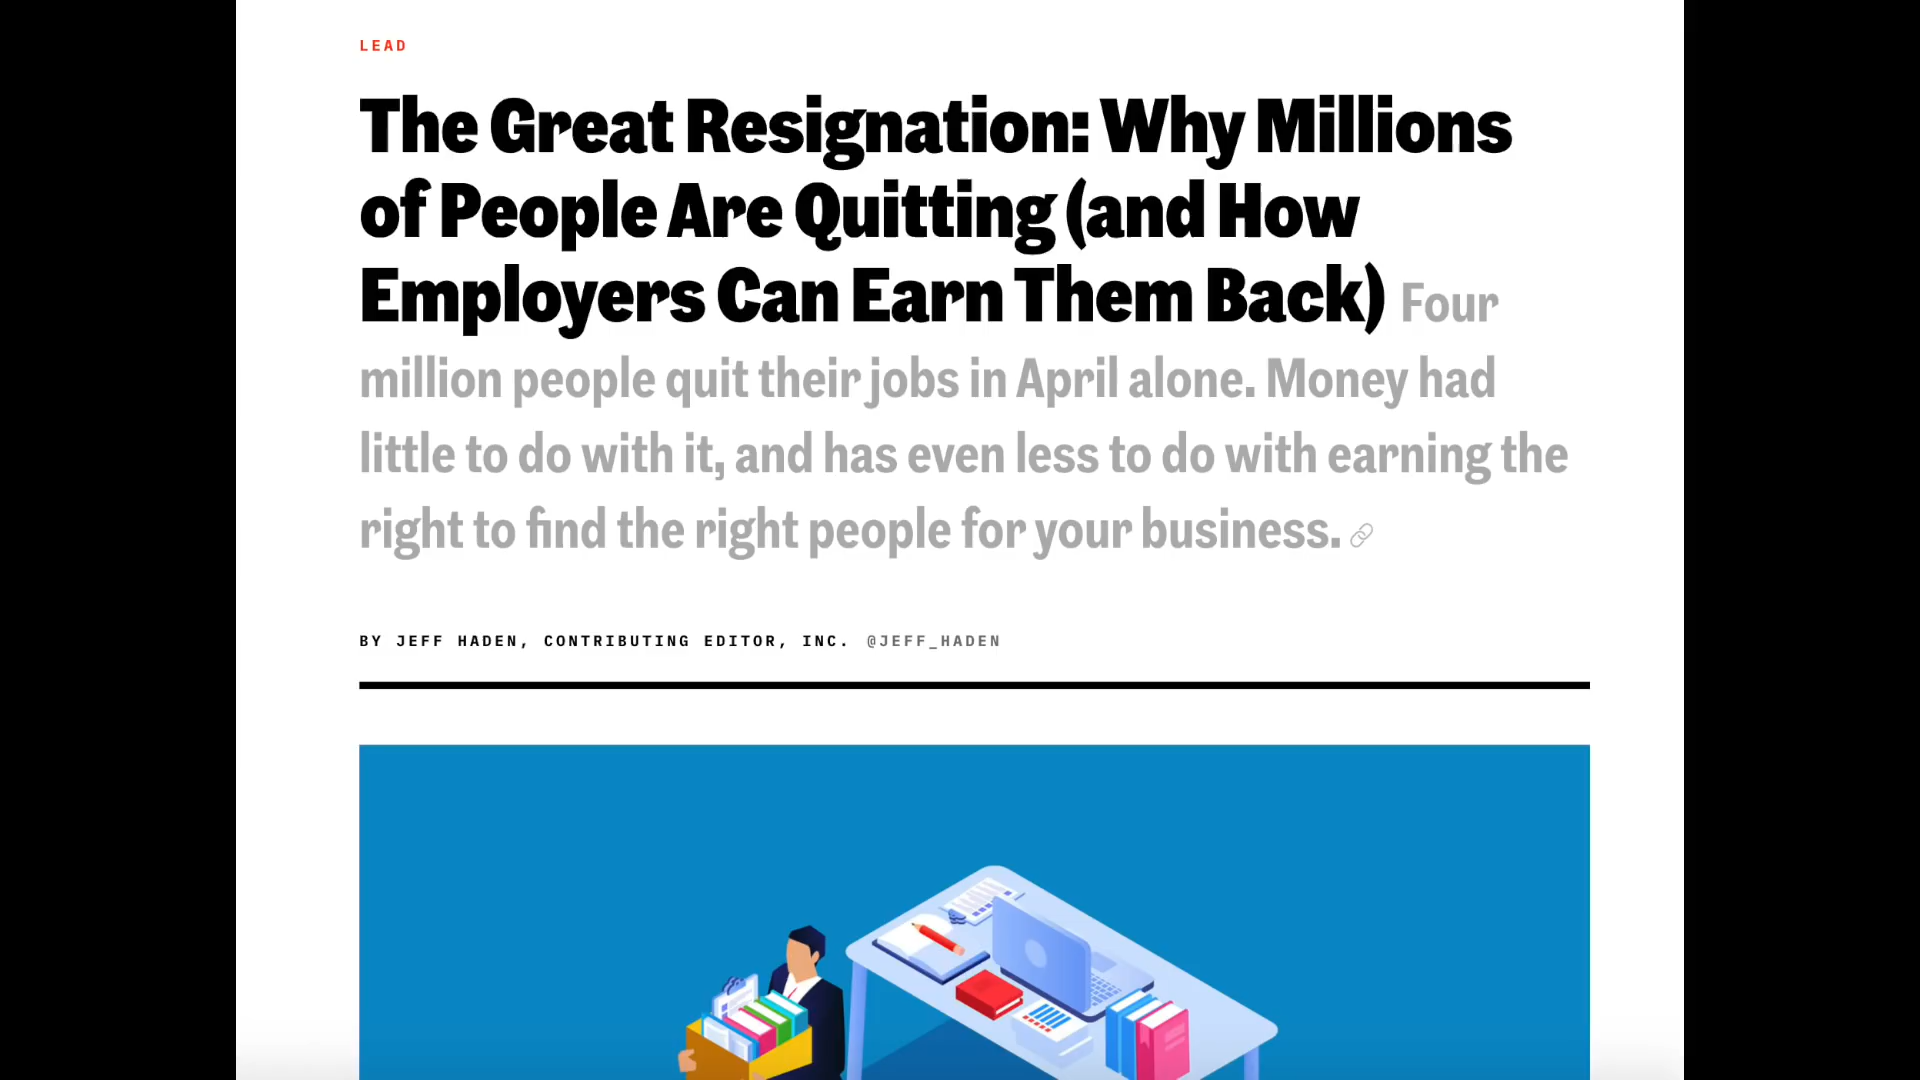 LEAD
The Great Resignation: Why Millions
of People Are Quitting (and How
Employers Can Earn Them Back) Four
million people quit their jobs in April alone. Money had
little to do with it, and has even less to do with earning the
right to find the right people for your business.
BY JEFF HADEN, CONTRIBUTING EDITOR, INC. @JEFF_HADEN